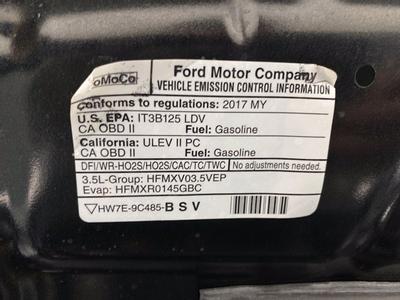 FoMoCo
Ford Motor Company
VEHICLE EMISSION CONTROL INFORMATION
Conforms to regulations: 2017 MY
U.S. EPA: IT3B125 LDV
CA OBD II Fuel: Gasoline
California: ULEV II PC
CA OBD II Fuel: Gasoline
DFI/WR-HO2S/HO2S/CAC/TC/TWC No adjustments needed.
3.5L-Group: HFMXV03.5VEP
Evap: HFMXR0145GBC
HW7E-9C485-B S V